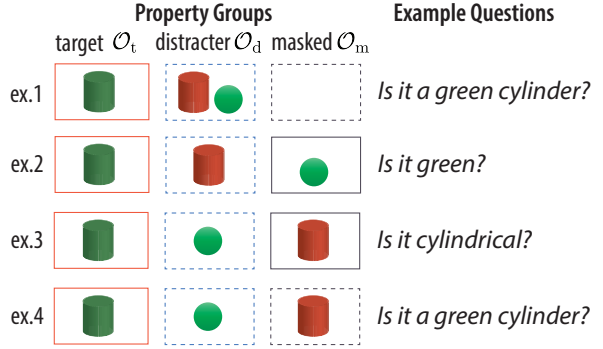 Property Groups Example Questions
target 𝒪t distracter 𝒪d masked 𝒪m
ex.1 Is it a green cylinder?
ex.2 Is it green?
ex.3 Is it cylindrical?
ex.4 Is it a green cylinder?